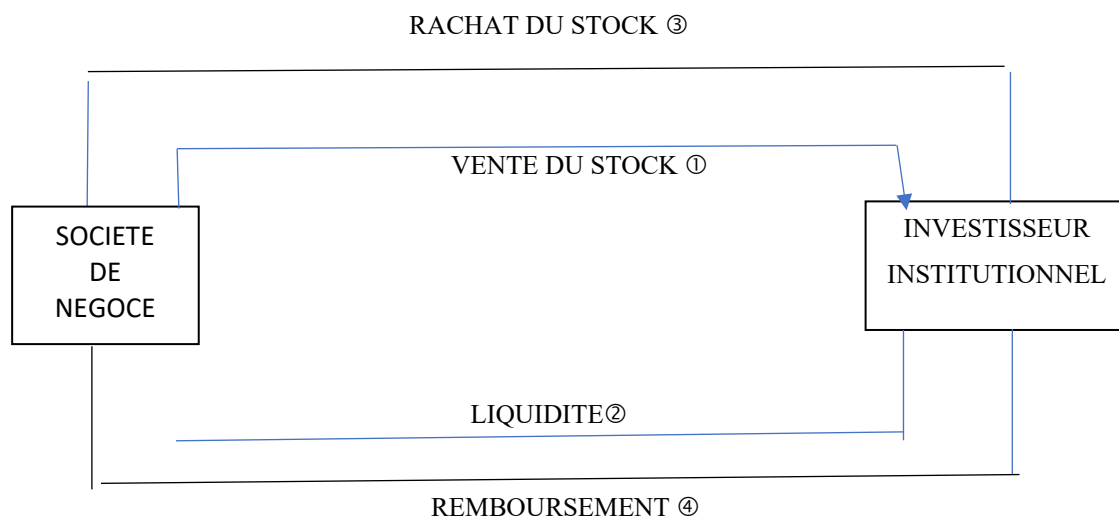 RACHAT DU STOCK ③
VENTE DU STOCK ①
SOCIETE
DE
NEGOCE
INVESTISSEUR
INSTITUTIONNEL
LIQUIDITE②
REMBOURSEMENT ④